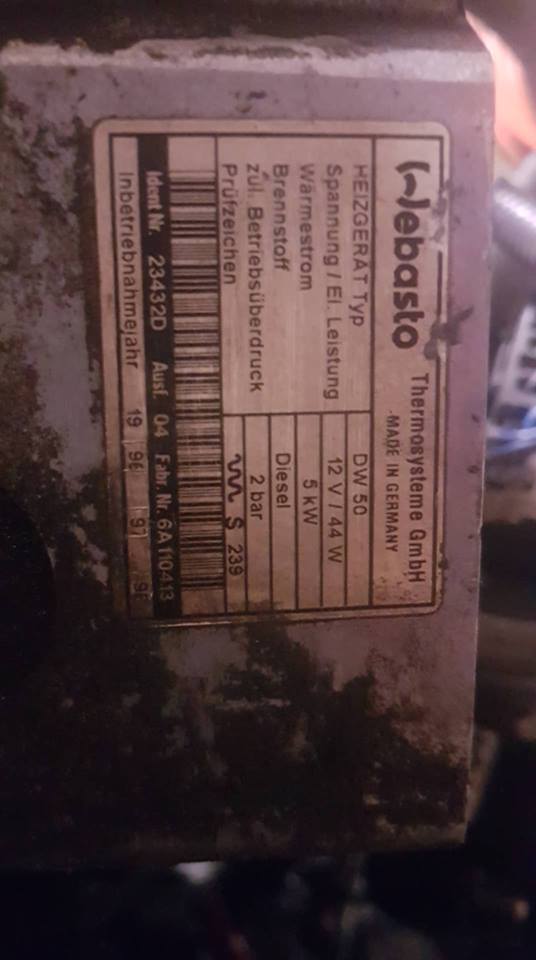 Webasto Thermosysteme GmbH
-MADE IN GERMANY
HEIZGERÄT Typ DW 50
Spannung / El. Leistung 12 V / 44 W
Wärmestrom 5 kW
Brennstoff Diesel
zul. Betriebsüberdruck 2 bar
Prüfzeichen S 239
Ident Nr. 23432D Ausf. 04 Fabr. Nr. 6A110413
Inbetriebnahmejahr 19 96 97